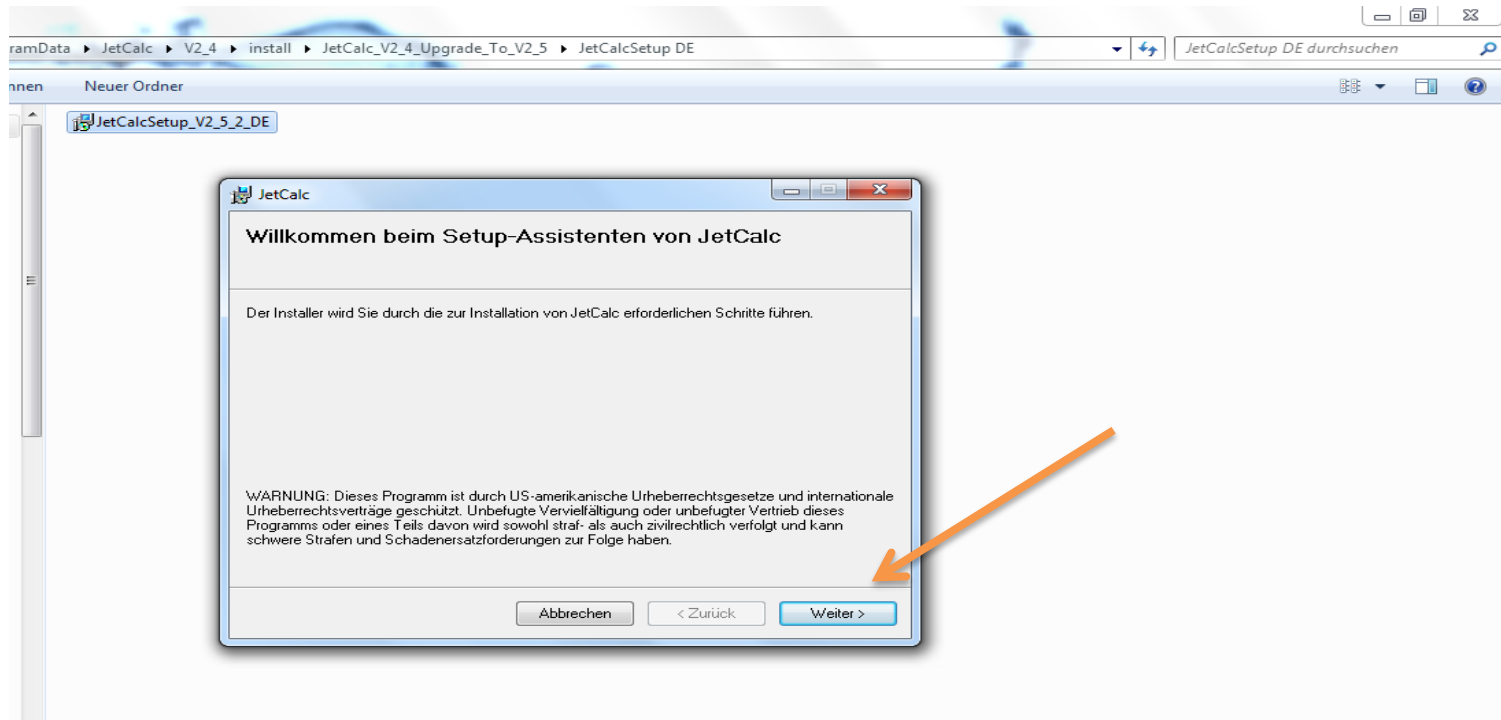 ramData ▸ JetCalc ▸ V2_4 ▸ install ▸ JetCalc_V2_4_Upgrade_To_V2_5 ▸ JetCalcSetup DE
JetCalcSetup DE durchsuchen
nnen Neuer Ordner
JetCalcSetup_V2_5_2_DE
JetCalc
Willkommen beim Setup-Assistenten von JetCalc
Der Installer wird Sie durch die zur Installation von JetCalc erforderlichen Schritte führen.
WARNUNG: Dieses Programm ist durch US-amerikanische Urheberrechtsgesetze und internationale
Urheberrechtsverträge geschützt. Unbefugte Vervielfältigung oder unbefugter Vertrieb dieses
Programms oder eines Teils davon wird sowohl straf- als auch zivilrechtlich verfolgt und kann
schwere Strafen und Schadenersatzforderungen zur Folge haben.
Abbrechen < Zurück Weiter >